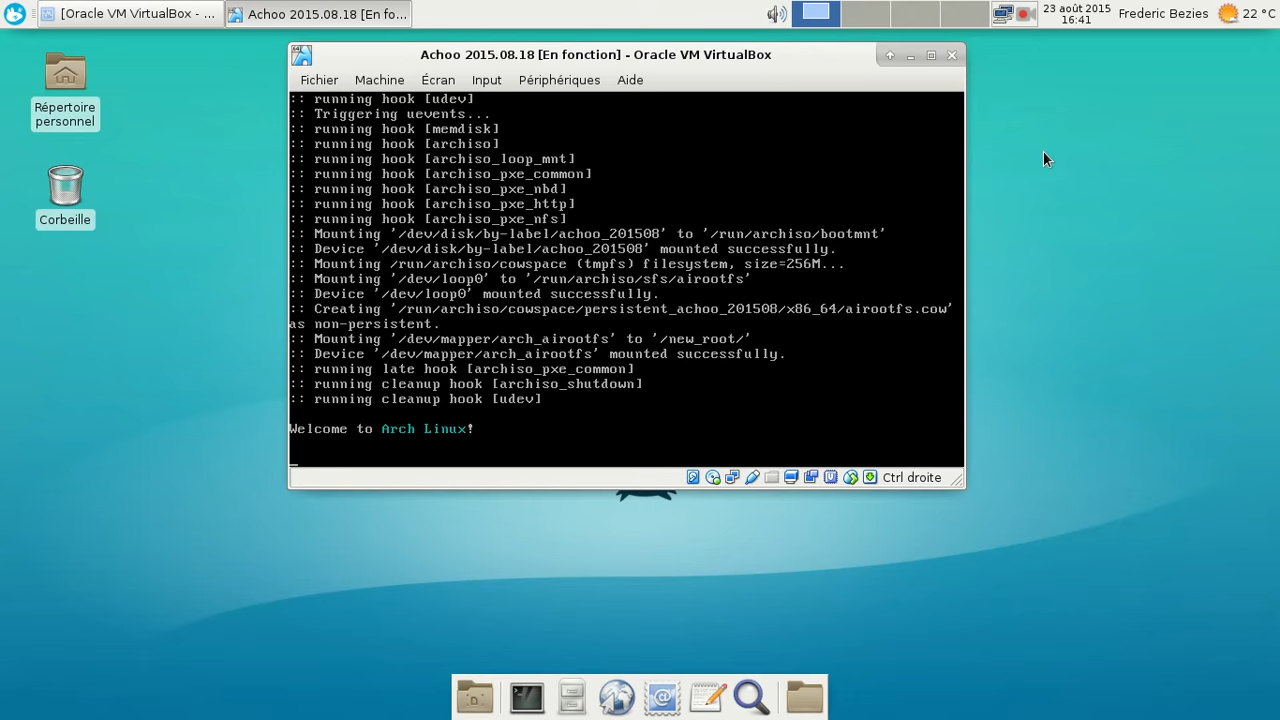 [Oracle VM VirtualBox - ...
Achoo 2015.08.18 [En fo...
23 août 2015
16:41
Frederic Bezies
22 °C
Répertoire
personnel
Corbeille
Achoo 2015.08.18 [En fonction] - Oracle VM VirtualBox
Fichier Machine Écran Input Périphériques Aide
:: running hook [udev]
:: Triggering uevents...
:: running hook [memdisk]
:: running hook [archiso]
:: running hook [archiso_loop_mnt]
:: running hook [archiso_pxe_common]
:: running hook [archiso_pxe_nbd]
:: running hook [archiso_pxe_http]
:: running hook [archiso_pxe_nfs]
:: Mounting '/dev/disk/by-label/achoo_201508' to '/run/archiso/bootmnt'
:: Device '/dev/disk/by-label/achoo_201508' mounted successfully.
:: Mounting /run/archiso/cowspace (tmpfs) filesystem, size=256M...
:: Mounting '/dev/loop0' to '/run/archiso/sfs/airootfs'
:: Device '/dev/loop0' mounted successfully.
:: Creating '/run/archiso/cowspace/persistent_achoo_201508/x86_64/airootfs.cow'
as non-persistent.
:: Mounting '/dev/mapper/arch_airootfs' to '/new_root/'
:: Device '/dev/mapper/arch_airootfs' mounted successfully.
:: running late hook [archiso_pxe_common]
:: running cleanup hook [archiso_shutdown]
:: running cleanup hook [udev]
Welcome to Arch Linux!
Ctrl droite